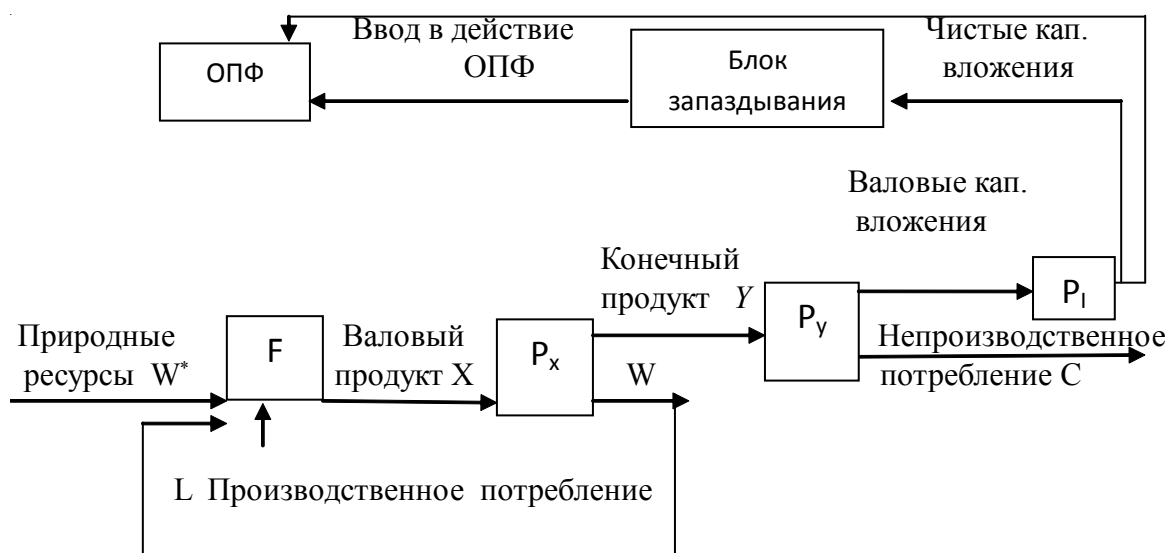 Ввод в действие
ОПФ
ОПФ
Блок
запаздывания
Чистые кап.
вложения
Валовые кап.
вложения
Конечный
продукт Y
P_I
P_y
Непроизводственное
потребление С
Природные
ресурсы W*
F
Валовый
продукт X
P_x
W
L Производственное потребление